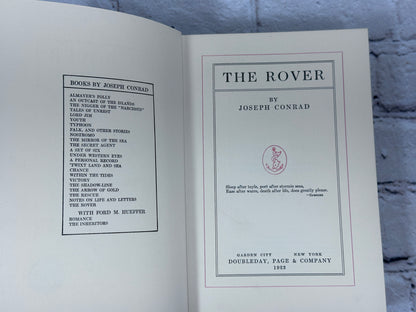 BOOKS BY JOSEPH CONRAD
ALMAYER'S FOLLY
AN OUTCAST OF THE ISLANDS
THE NIGGER OF THE "NARCISSUS"
TALES OF UNREST
LORD JIM
YOUTH
TYPHOON
FALK, AND OTHER STORIES
NOSTROMO
THE MIRROR OF THE SEA
THE SECRET AGENT
A SET OF SIX
UNDER WESTERN EYES
A PERSONAL RECORD
'TWIXT LAND AND SEA
CHANCE
WITHIN THE TIDES
VICTORY
THE SHADOW-LINE
THE ARROW OF GOLD
THE RESCUE
NOTES ON LIFE AND LETTERS
THE ROVER
WITH FORD M. HUEFFER
ROMANCE
THE INHERITORS
THE ROVER
BY
JOSEPH CONRAD
Sleep after toyle, port after stormie seas,
Ease after warre, death after life, does greatly please.
—SPENSER
GARDEN CITY NEW YORK
DOUBLEDAY, PAGE & COMPANY
1923